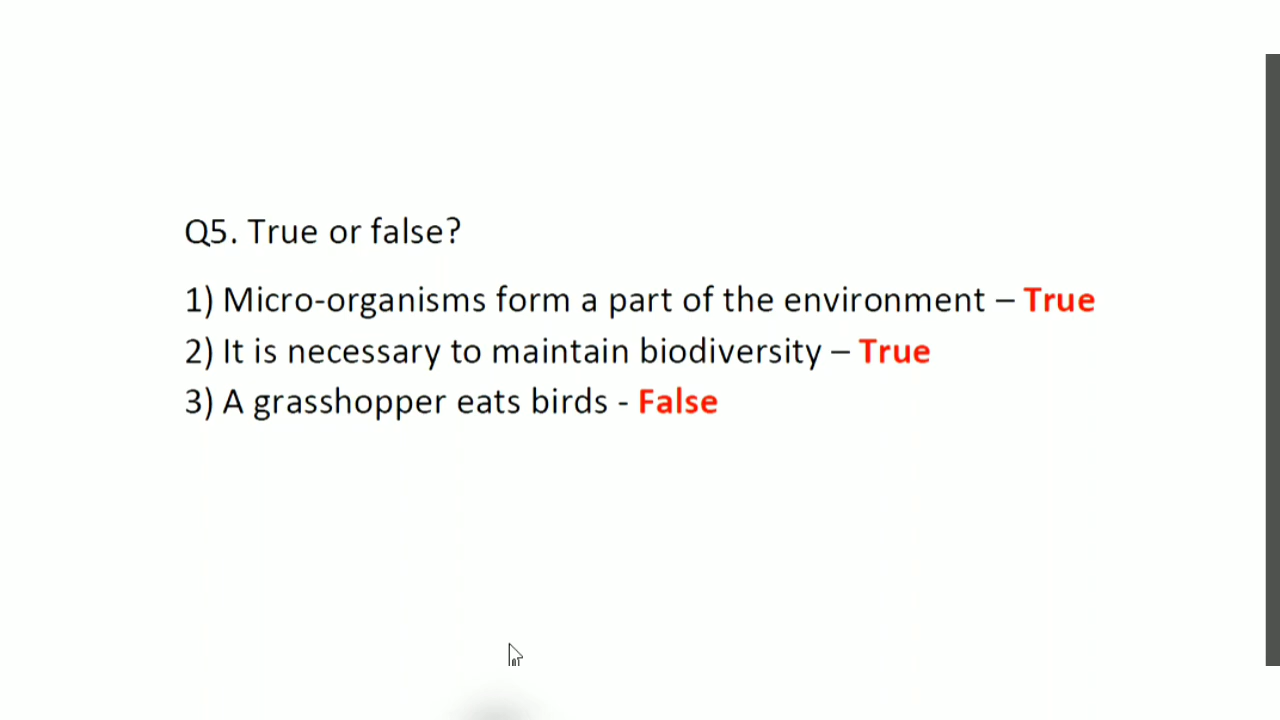 Q5. True or false?
1) Micro-organisms form a part of the environment – True
2) It is necessary to maintain biodiversity – True
3) A grasshopper eats birds - False